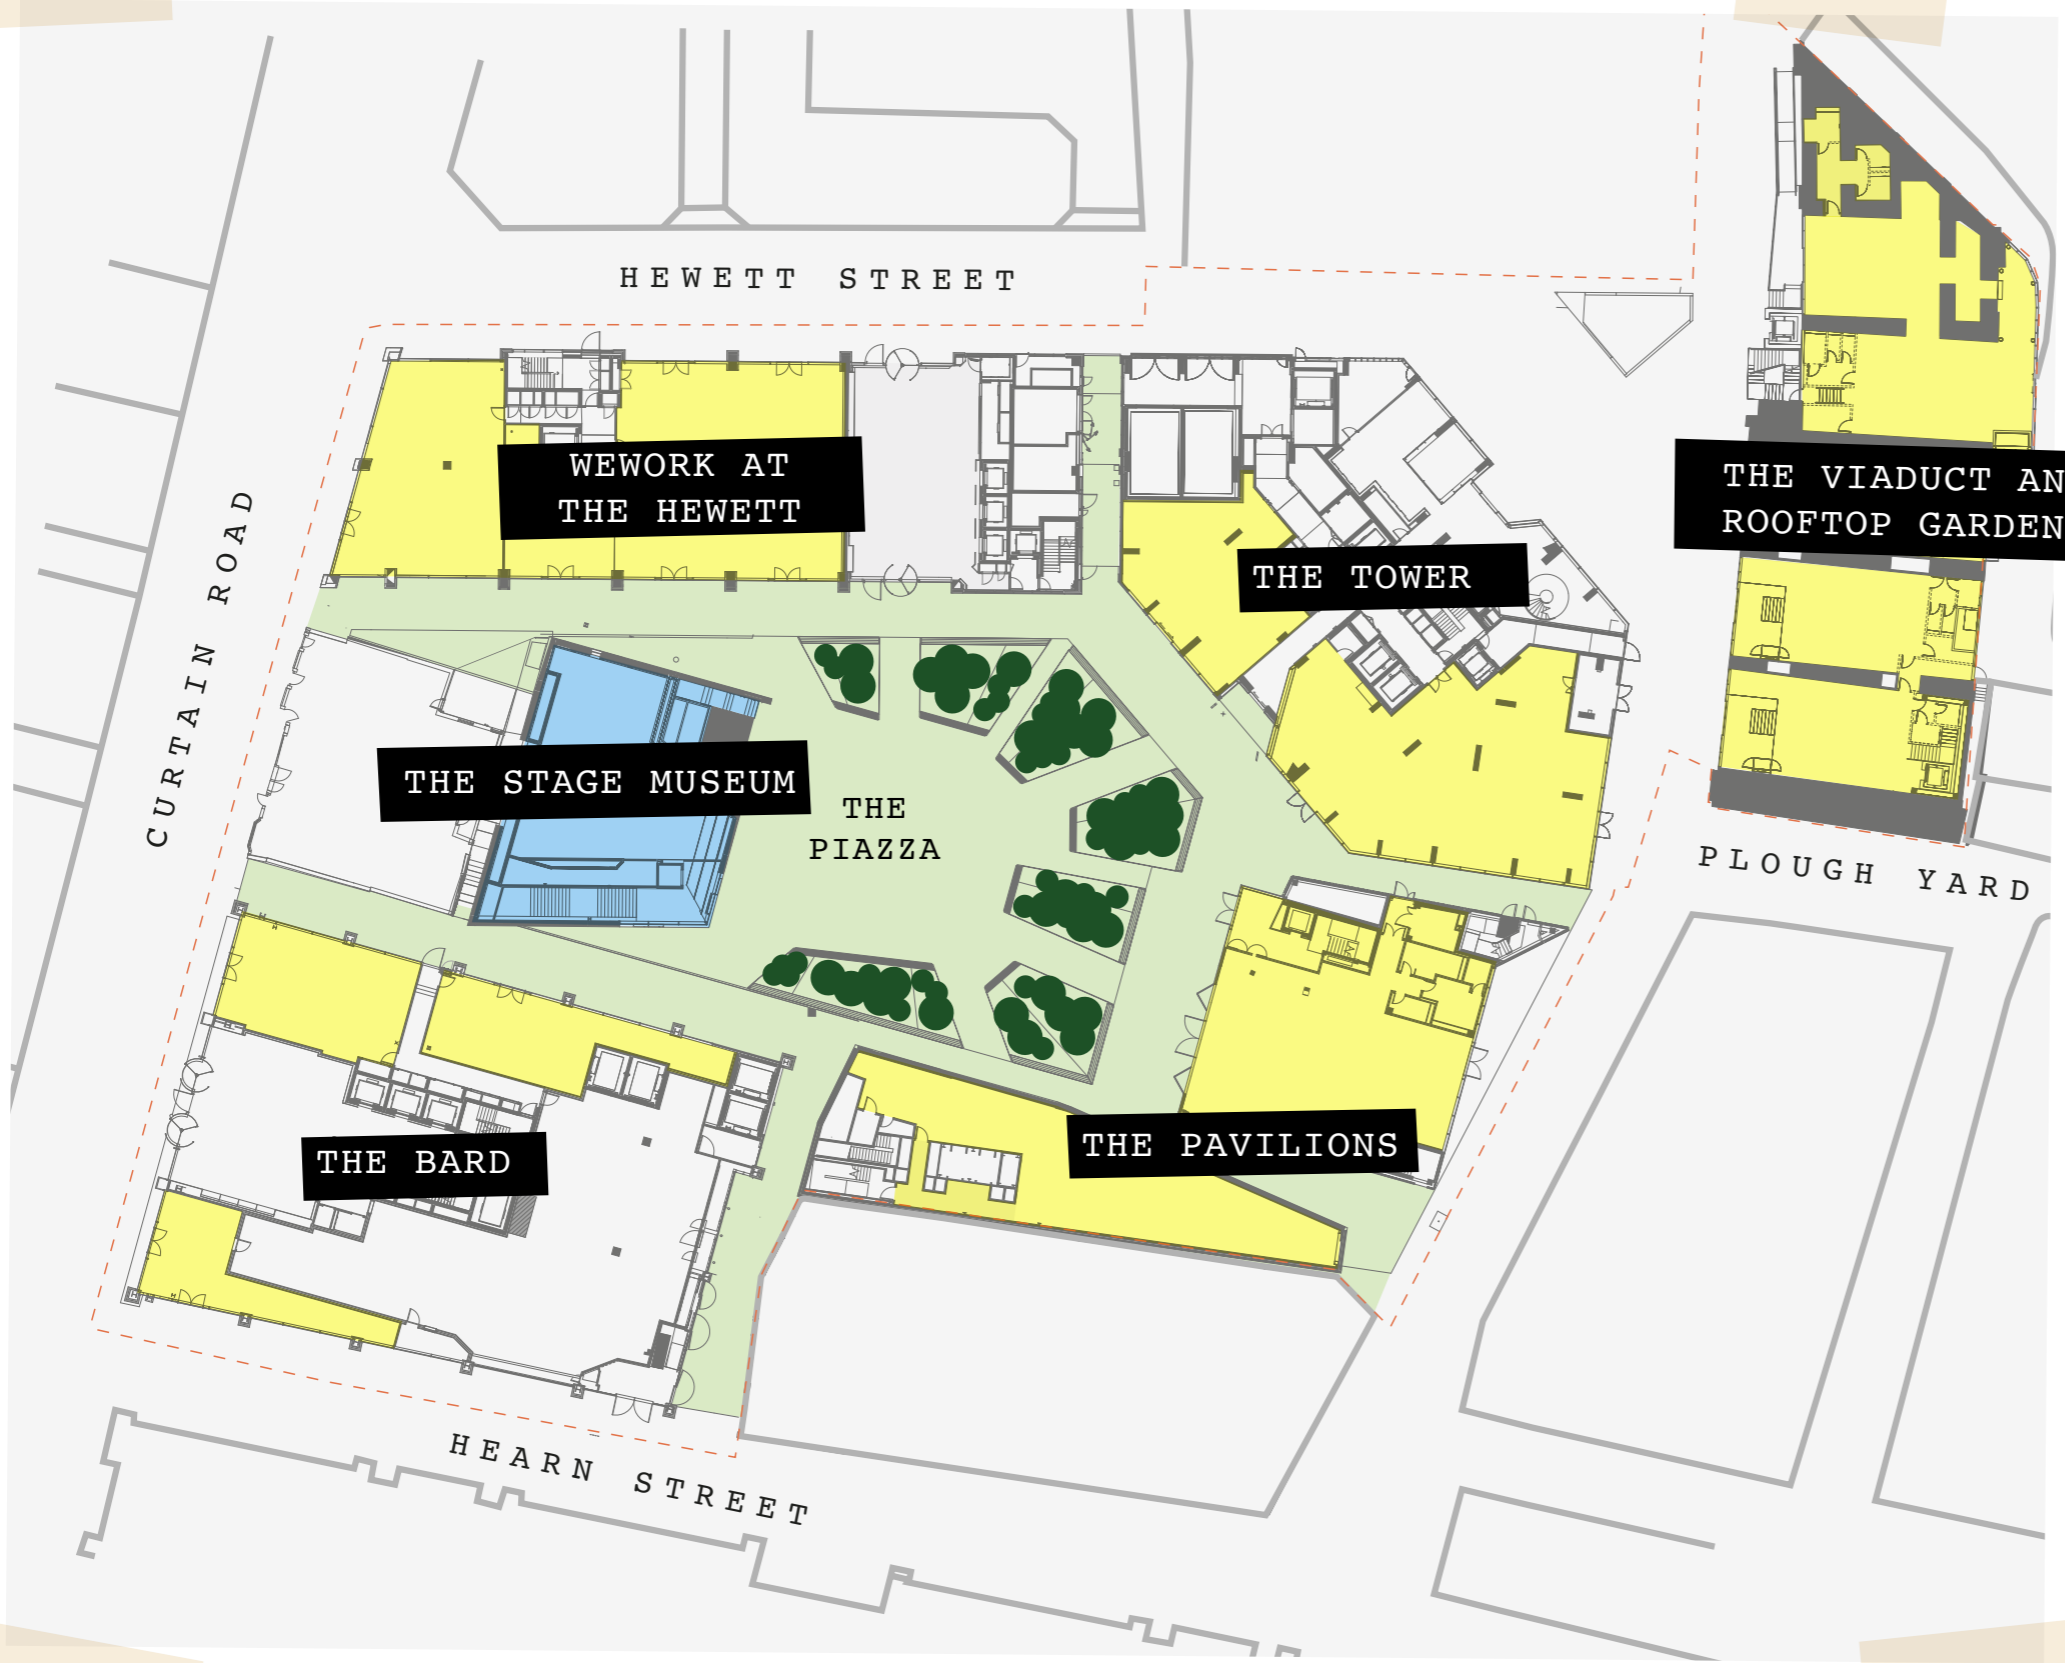 HEWETT STREET
WEWORK AT
THE HEWETT
THE VIADUCT AN
ROOFTOP GARDEN
CURTAIN ROAD
THE TOWER
THE STAGE MUSEUM
THE
PIAZZA
PLOUGH YARD
THE BARD
THE PAVILIONS
HEARN STREET